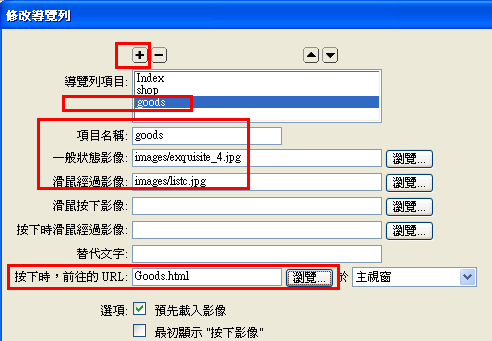 修改導覽列
+ −
導覽列項目: Index
shop
goods
項目名稱: goods
一般狀態影像: images/exquisite_4.jpg 瀏覽...
滑鼠經過影像: images/listc.jpg 瀏覽...
滑鼠按下影像: 瀏覽...
按下時滑鼠經過影像: 瀏覽...
替代文字:
按下時，前往的 URL: Goods.html 瀏覽... 於 主視窗
選項: 預先載入影像
最初顯示 "按下影像"